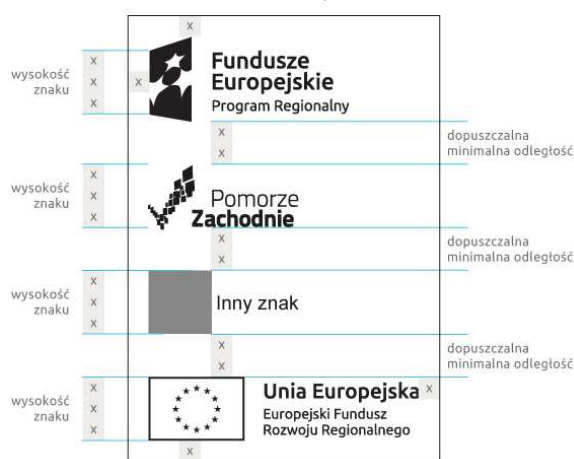 x
wysokość
znaku
x
x
x
x
Fundusze
Europejskie
Program Regionalny
x
x
dopuszczalna
minimalna odległość
wysokość
znaku
x
x
x
Pomorze
Zachodnie
x
x
dopuszczalna
minimalna odległość
wysokość
znaku
x
x
x
Inny znak
x
x
dopuszczalna
minimalna odległość
wysokość
znaku
x
x
x
Unia Europejska
x
Europejski Fundusz
Rozwoju Regionalnego
x